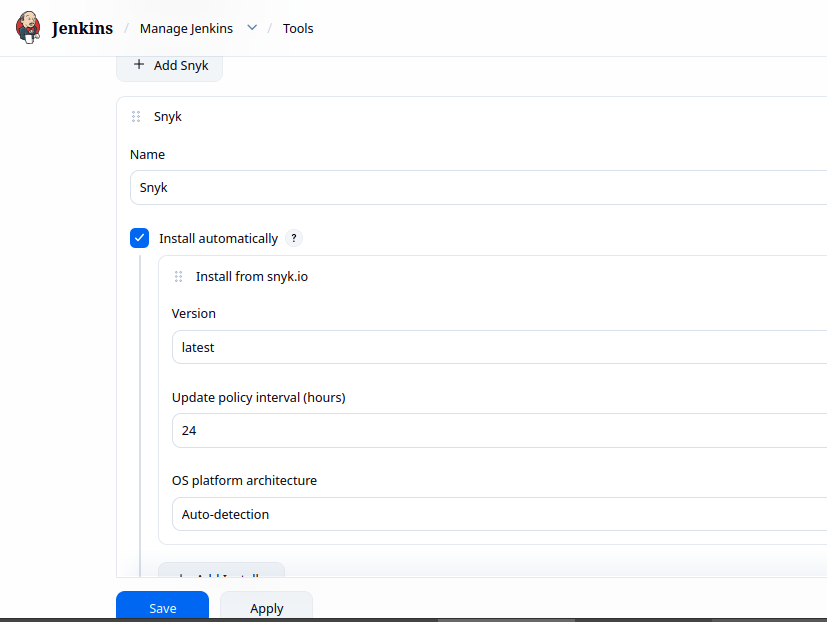 Jenkins / Manage Jenkins / Tools
+ Add Snyk
Snyk
Name
Snyk
Install automatically ?
Install from snyk.io
Version
latest
Update policy interval (hours)
24
OS platform architecture
Auto-detection
Save Apply